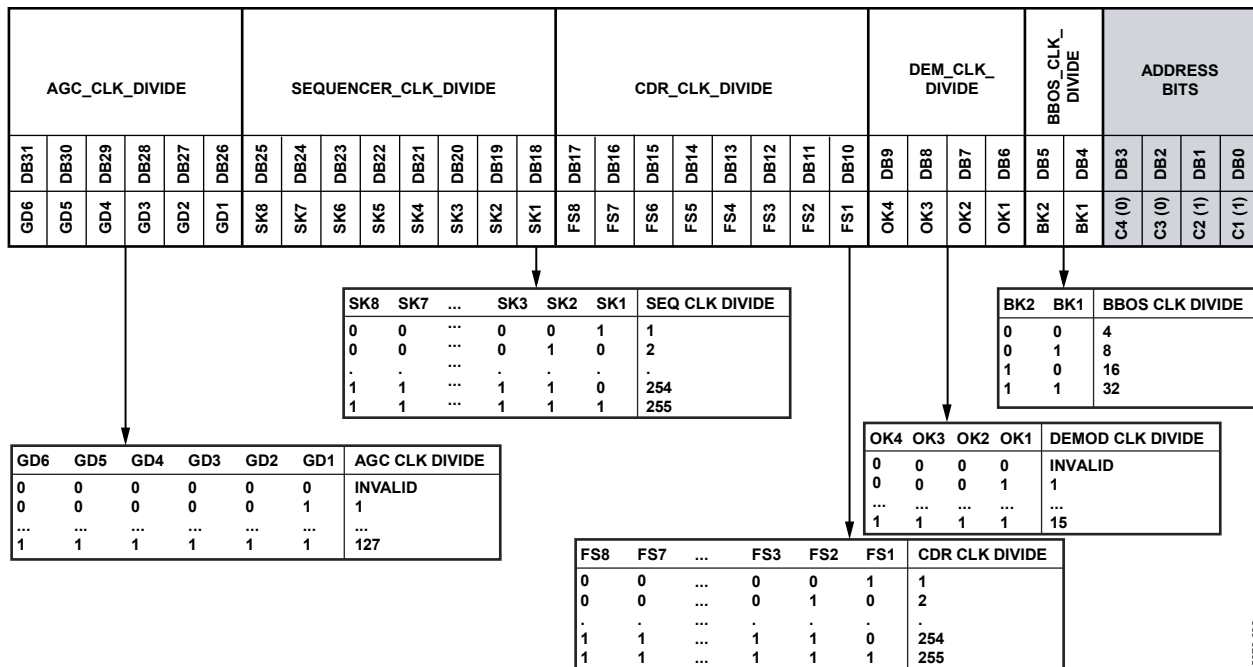 AGC_CLK_DIVIDE SEQUENCER_CLK_DIVIDE CDR_CLK_DIVIDE DEM_CLK_ DIVIDE BBOS_CLK_ DIVIDE ADDRESS BITS
DB31 DB30 DB29 DB28 DB27 DB26 DB25 DB24 DB23 DB22 DB21 DB20 DB19 DB18 DB17 DB16 DB15 DB14 DB13 DB12 DB11 DB10 DB9 DB8 DB7 DB6 DB5 DB4 DB3 DB2 DB1 DB0
GD6 GD5 GD4 GD3 GD2 GD1 SK8 SK7 SK6 SK5 SK4 SK3 SK2 SK1 FS8 FS7 FS6 FS5 FS4 FS3 FS2 FS1 OK4 OK3 OK2 OK1 BK2 BK1 C4 (0) C3 (0) C2 (1) C1 (1)
SK8 SK7 ... SK3 SK2 SK1 SEQ CLK DIVIDE
0 0 ... 0 0 1 1
0 0 ... 0 1 0 2
. . ... . . . .
1 1 ... 1 1 0 254
1 1 ... 1 1 1 255
BK2 BK1 BBOS CLK DIVIDE
0 0 4
0 1 8
1 0 16
1 1 32
GD6 GD5 GD4 GD3 GD2 GD1 AGC CLK DIVIDE
0 0 0 0 0 0 INVALID
0 0 0 0 0 1 1
... ... ... ... ... ... ...
1 1 1 1 1 1 127
OK4 OK3 OK2 OK1 DEMOD CLK DIVIDE
0 0 0 0 INVALID
0 0 0 1 1
... ... ... ... ...
1 1 1 1 15
FS8 FS7 ... FS3 FS2 FS1 CDR CLK DIVIDE
0 0 ... 0 0 1 1
0 0 ... 0 1 0 2
. . ... . . . .
1 1 ... 1 1 0 254
1 1 ... 1 1 1 255